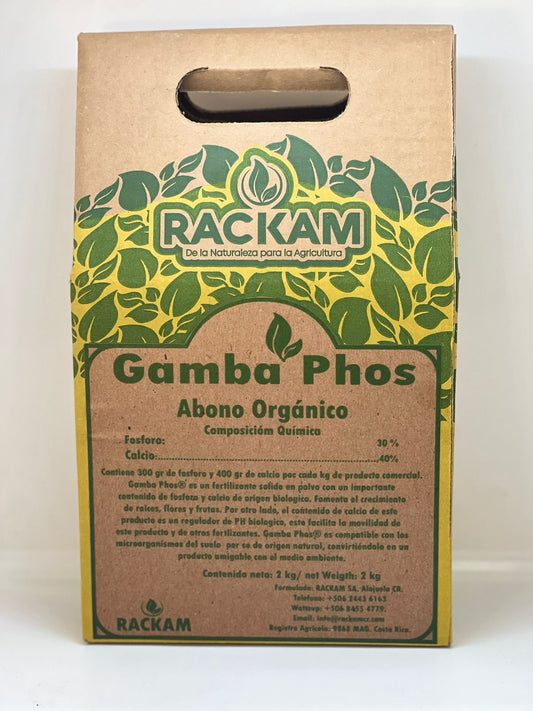 RACKAM
De la Naturaleza para la Agricultura
Gamba Phos
Abono Orgánico
Composicióm Química
Fosforo: 30 %
Calcio:..........................................................40%
Contiene 300 gr de fosforo y 400 gr de calcio poc cada kg de producto comercial.
Gamba Phos® es un fertilizante solido en polvo con un importante
contenido de fosforo y calcio de origen biologico. Fomenta el crecimiento
de raices, flores y frutas. Por otro lado, el contenido de calcio de este
producto es un regulador de PH biologico, esto facilita la movilidad de
este producto y de otros fertilizantes. Gamba Phos® es compatible con los
microorganismos del suelo por se de origen natural, convirtiéndolo en un
producto amigable con el medio ambiente.
Contenido neto: 2 kg/ net Weigth: 2 kg
Formulado: RACKAM SA. Alajuela CR.
Telefono: +506 2443 6163
Watssup: +506 8455 4779.
Email: info@rackamcr.com
Registro Agricola: 9868 MAG. Costa Rica.
RACKAM